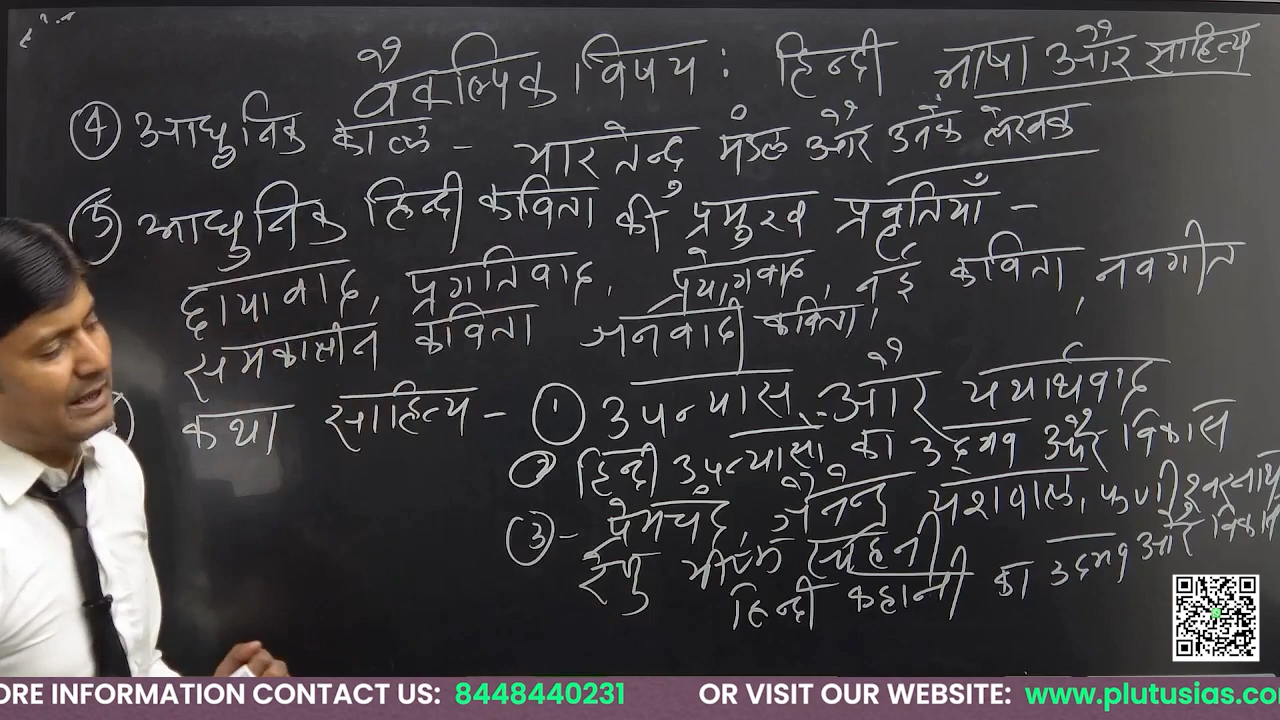 वैकल्पिक विषय : हिन्दी भाषा और साहित्य
④ आधुनिक काल - भारतेन्दु मंडल और उनके लेखक
⑤ आधुनिक हिन्दी कविता की प्रमुख प्रवृतियाँ -
छायावाद, प्रगतिवाद, प्रयोगवाद, नई कविता, नवगीत
समकालीन कविता जनवादी कविता।
कथा साहित्य - ① उपन्यास और यथार्थवाद
② हिन्दी उपन्यासों का उद्भव और विकास
③ - प्रेमचंद, जैनेन्द्र यशपाल, फणीश्वरनाथ
रेणु भीष्म साहनी
हिन्दी कहानी का उद्भव और विकास
ORE INFORMATION CONTACT US: 8448440231 OR VISIT OUR WEBSITE: www.plutusias.co